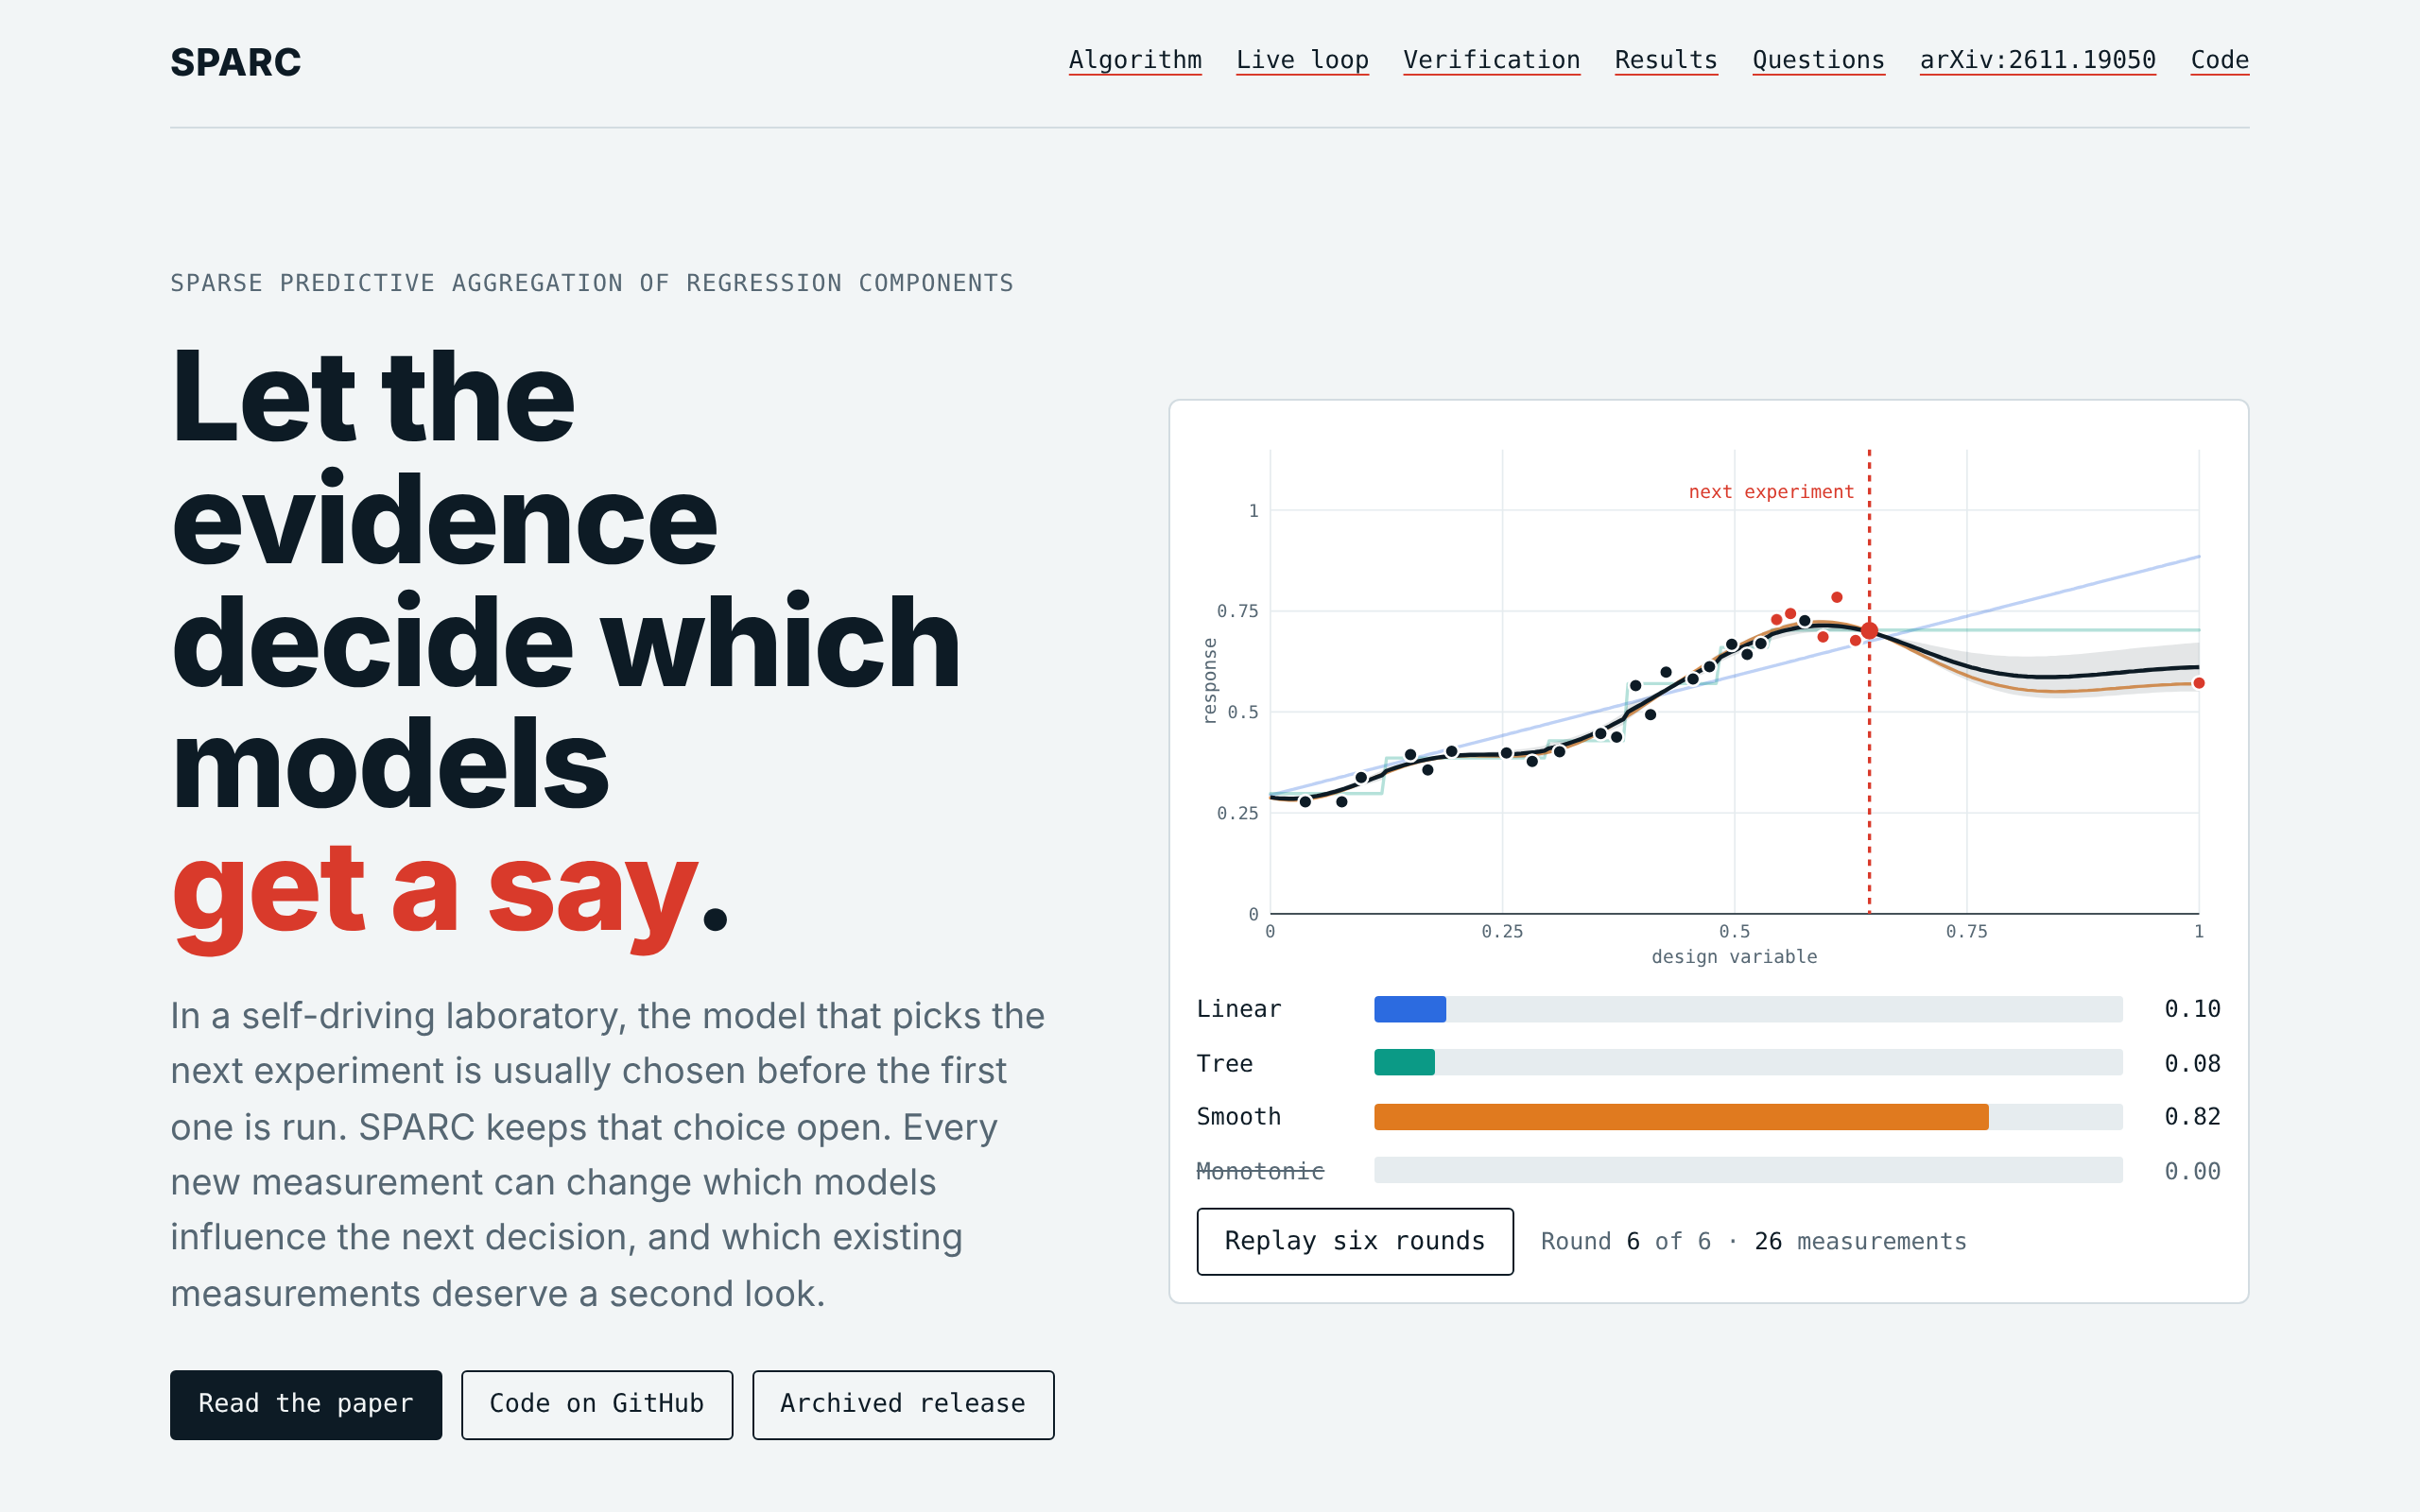 SPARC
Algorithm Live loop Verification Results Questions arXiv:2611.19050 Code
SPARSE PREDICTIVE AGGREGATION OF REGRESSION COMPONENTS
Let the
evidence
decide which
models
get a say.
In a self-driving laboratory, the model that picks the
next experiment is usually chosen before the first
one is run. SPARC keeps that choice open. Every
new measurement can change which models
influence the next decision, and which existing
measurements deserve a second look.
Read the paper
Code on GitHub
Archived release
next experiment
1
0.75
0.5
0.25
0
response
0 0.25 0.5 0.75 1
design variable
Linear 0.10
Tree 0.08
Smooth 0.82
Monotonic 0.00
Replay six rounds
Round 6 of 6 · 26 measurements